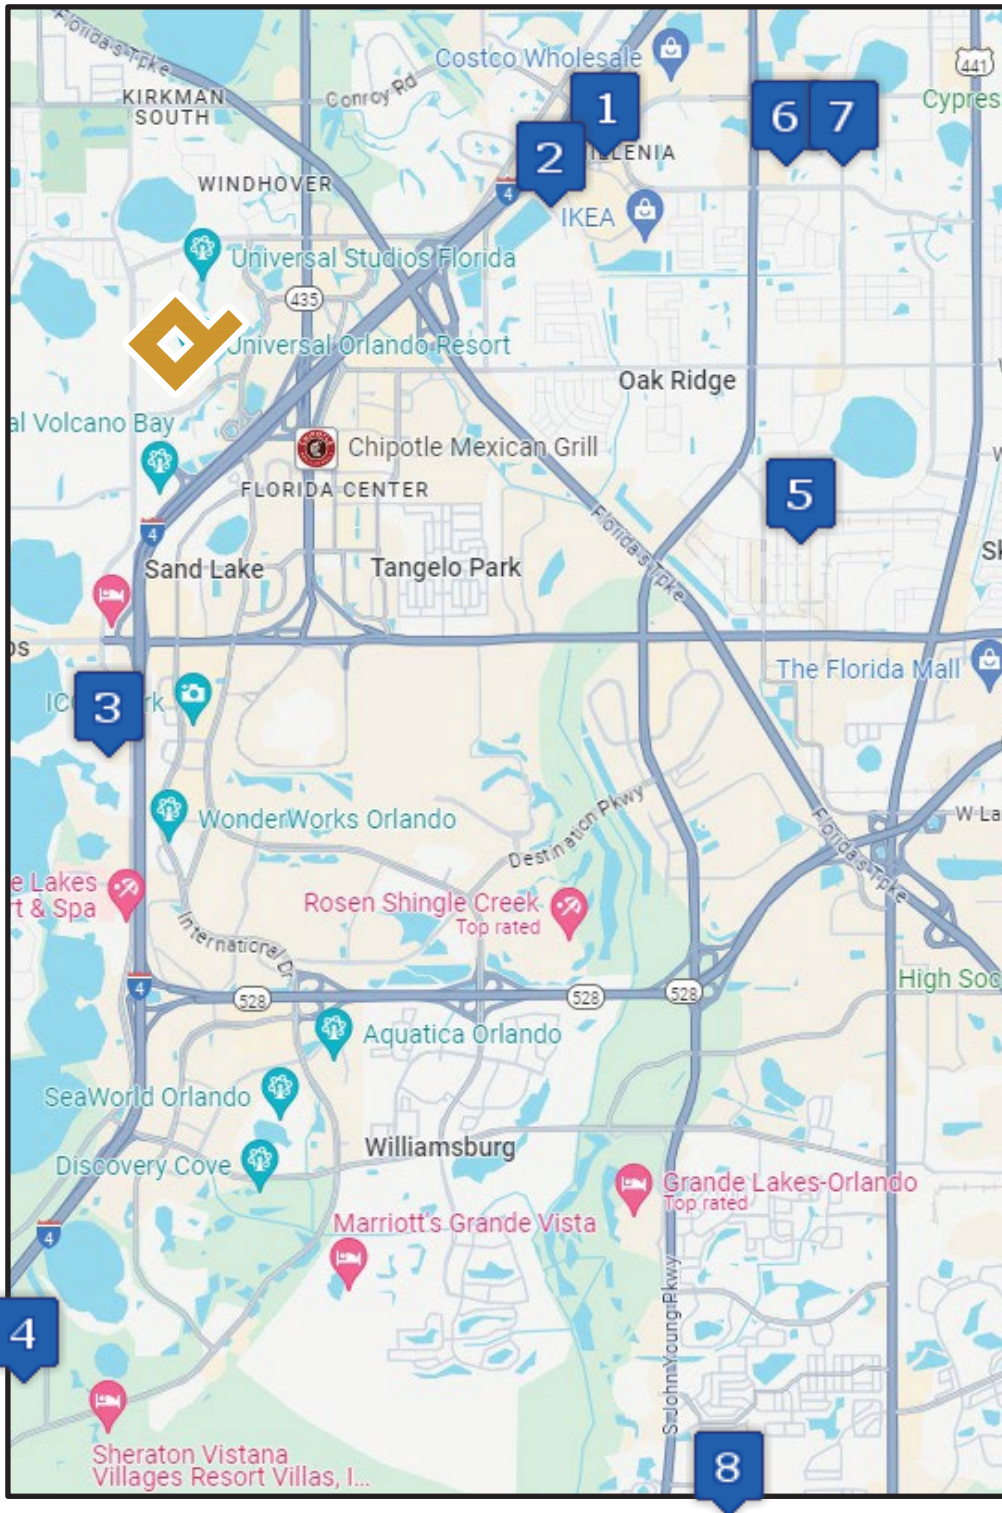 Florida's Tpke
Costco Wholesale
441
KIRKMAN
SOUTH
Conroy Rd
Cypres
1
6
7
2
WINDHOVER
4
IKEA
Universal Studios Florida
435
Universal Orlando Resort
Oak Ridge
al Volcano Bay
Chipotle Mexican Grill
FLORIDA CENTER
5
Florida's Tpke
4
Sand Lake
Tangelo Park
Sk
os
The Florida Mall
3
WonderWorks Orlando
Destination Pkwy
Florida's Tpke
W La
e Lakes
rt & Spa
Rosen Shingle Creek
Top rated
International Dr
4
528
528
528
High Soc
Aquatica Orlando
SeaWorld Orlando
Williamsburg
Discovery Cove
Grande Lakes-Orlando
Top rated
Marriott's Grande Vista
4
S John Young Pkwy
4
Sheraton Vistana
Villages Resort Villas, I...
8